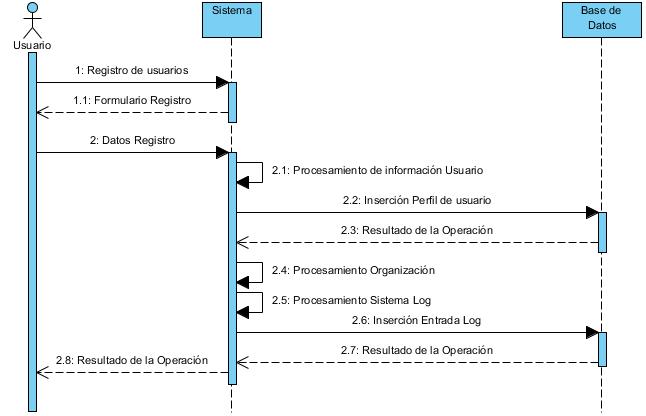 Sistema
Base de
Datos
Usuario
1: Registro de usuarios
1.1: Formulario Registro
2: Datos Registro
2.1: Procesamiento de información Usuario
2.2: Inserción Perfil de usuario
2.3: Resultado de la Operación
2.4: Procesamiento Organización
2.5: Procesamiento Sistema Log
2.6: Inserción Entrada Log
2.7: Resultado de la Operación
2.8: Resultado de la Operación